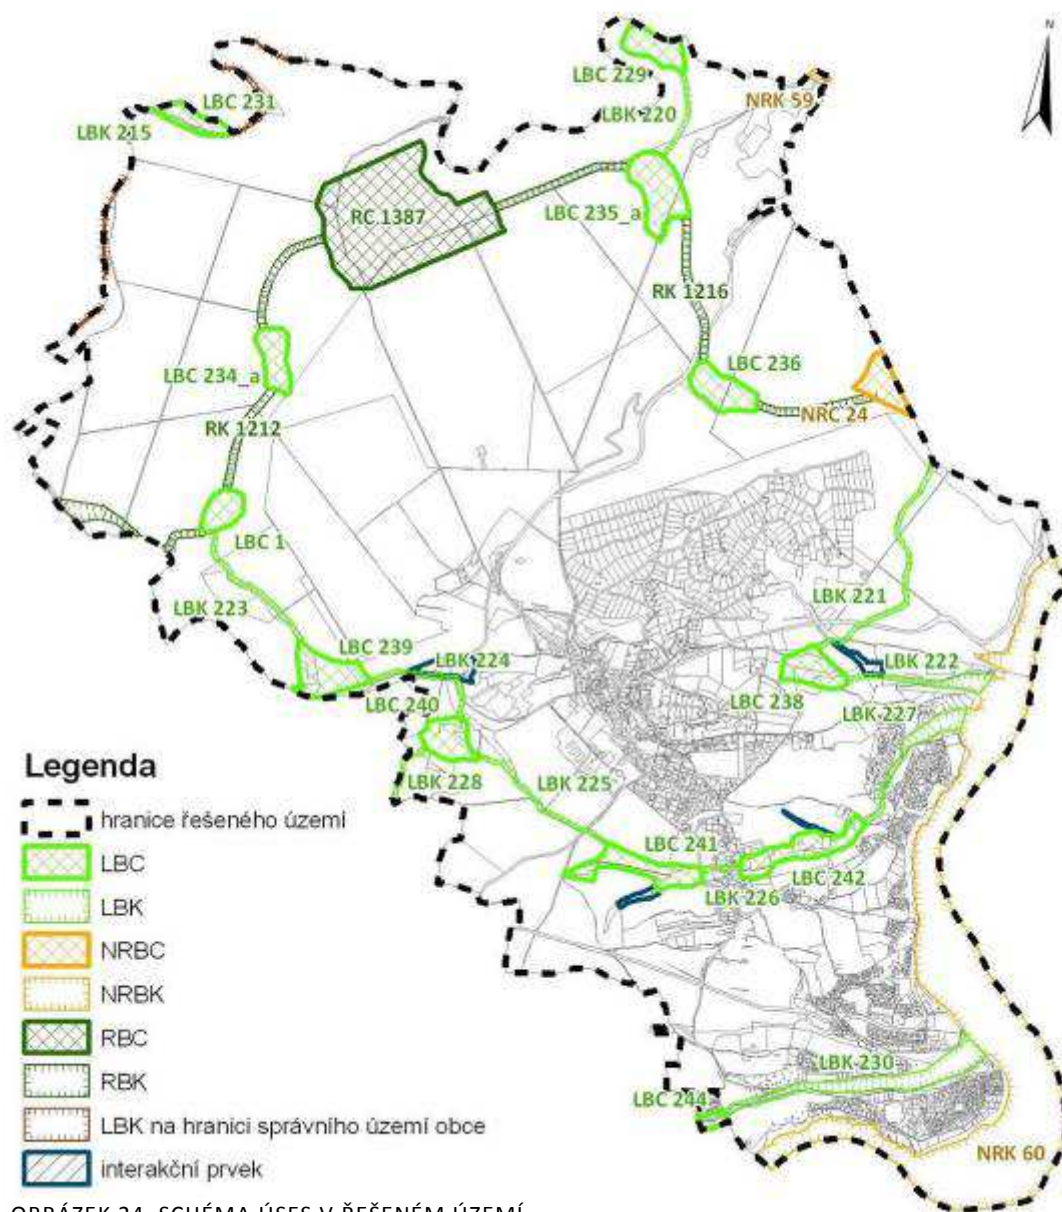 N
LBC 229
LBC 231
NRK 59
LBK 220
LBK 215
RC 1387
LBC 235_a
RK 1216
LBC 236
LBC 234_a
NRC 24
RK 1212
LBC 1
LBK 221
LBK 223
LBC 239
LBK 224
LBK 222
LBC 240
LBC 238
LBK 227
LBK 228
LBK 225
LBC 241
LBC 242
LBK 226
LBK 230
LBC 244
NRK 60
Legenda
hranice řešeného území
LBC
LBK
NRBC
NRBK
RBC
RBK
LBK na hranici správního území obce
interakční prvek
OBRÁZEK 24. SCHÉMA ÚSES V ŘEŠENÉM ÚZEMÍ